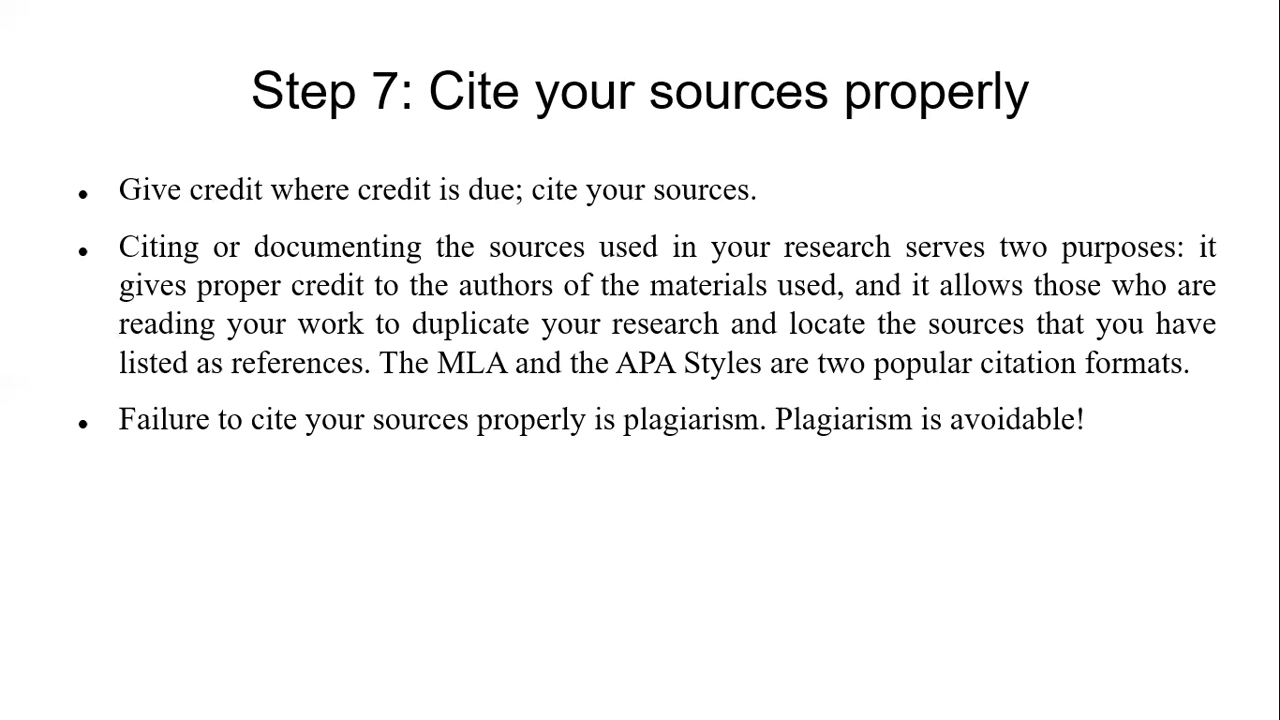 Step 7: Cite your sources properly
● Give credit where credit is due; cite your sources.
● Citing or documenting the sources used in your research serves two purposes: it
gives proper credit to the authors of the materials used, and it allows those who are
reading your work to duplicate your research and locate the sources that you have
listed as references. The MLA and the APA Styles are two popular citation formats.
● Failure to cite your sources properly is plagiarism. Plagiarism is avoidable!